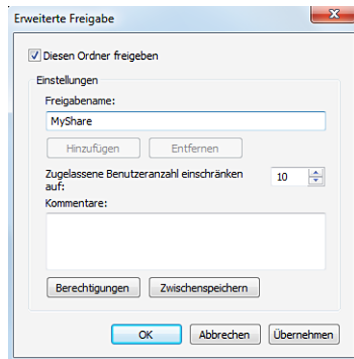 Erweiterte Freigabe
Diesen Ordner freigeben
Einstellungen
Freigabename:
MyShare
Hinzufügen Entfernen
Zugelassene Benutzeranzahl einschränken
auf:
10
Kommentare:
Berechtigungen Zwischenspeichern
OK Abbrechen Übernehmen